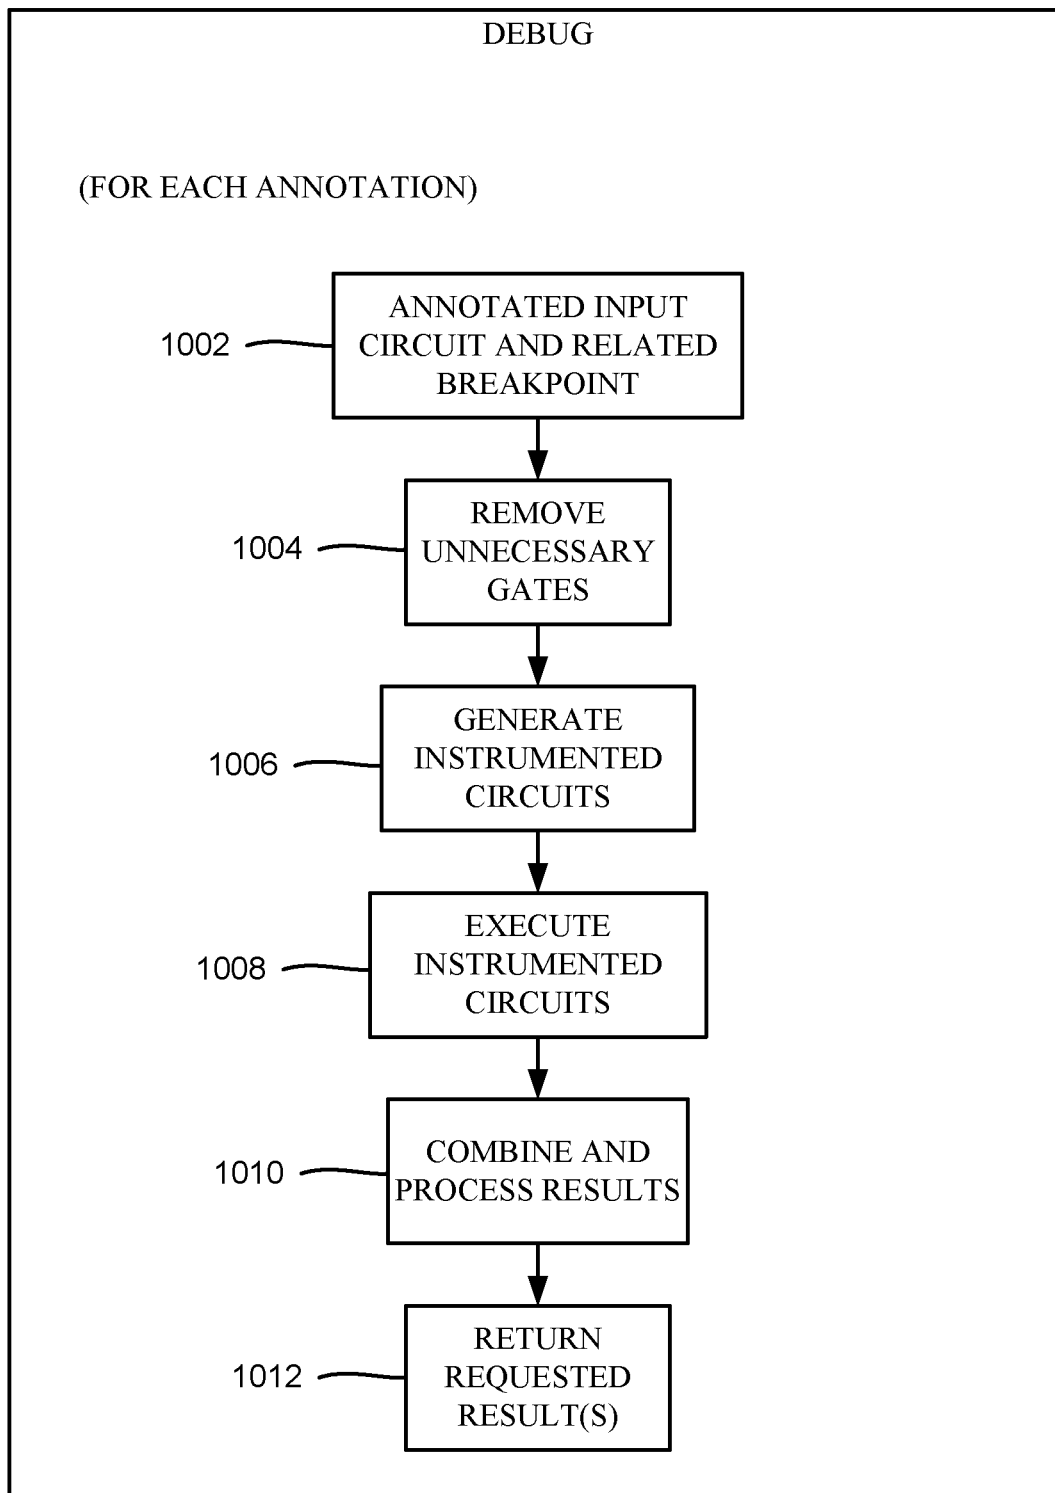 DEBUG
(FOR EACH ANNOTATION)
1002
ANNOTATED INPUT
CIRCUIT AND RELATED
BREAKPOINT
1004
REMOVE
UNNECESSARY
GATES
1006
GENERATE
INSTRUMENTED
CIRCUITS
1008
EXECUTE
INSTRUMENTED
CIRCUITS
1010
COMBINE AND
PROCESS RESULTS
1012
RETURN
REQUESTED
RESULT(S)